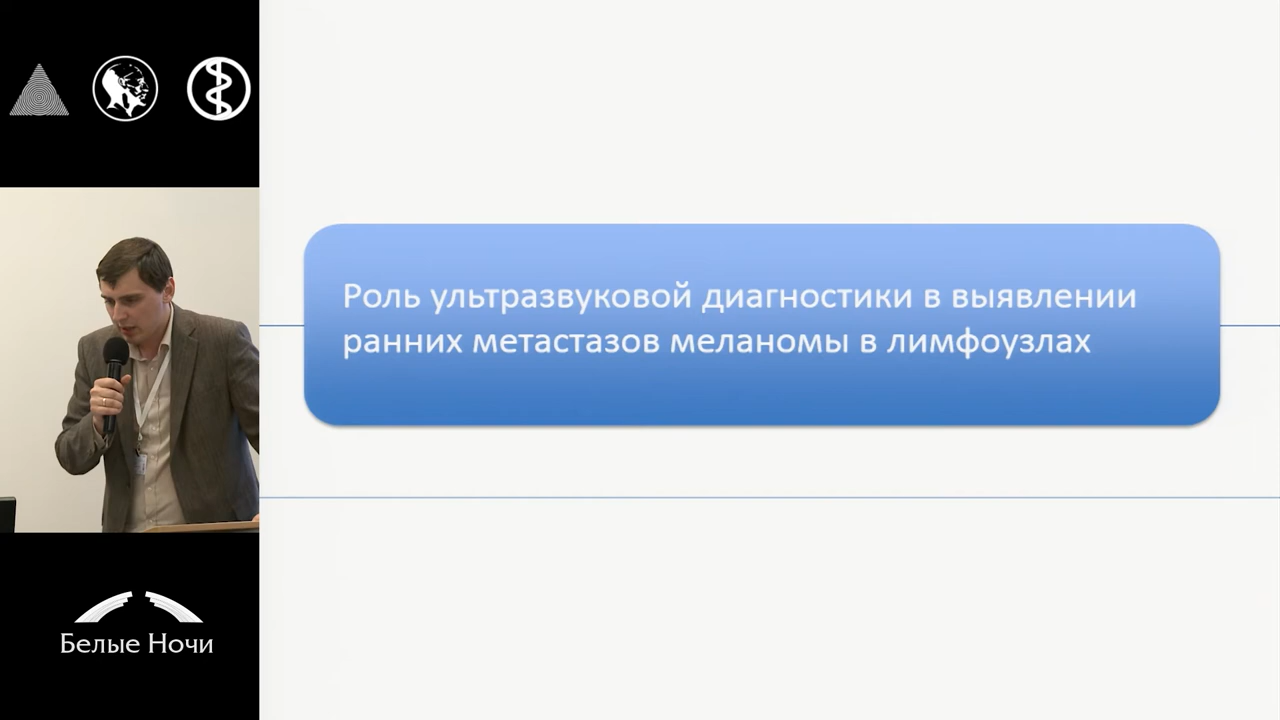 Роль ультразвуковой диагностики в выявлении
ранних метастазов меланомы в лимфоузлах
Белые Ночи